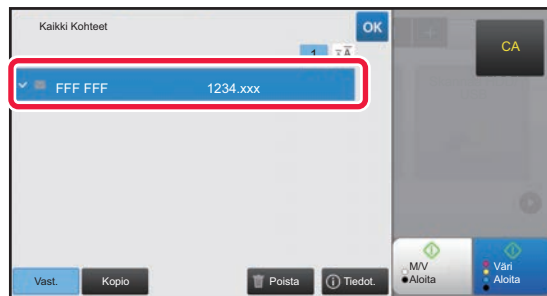 Kaikki Kohteet
OK
1
CA
FFF FFF 1234.xxx
Vast.
Kopio
Poista
Tiedot.
M/V
Aloita
Väri
Aloita